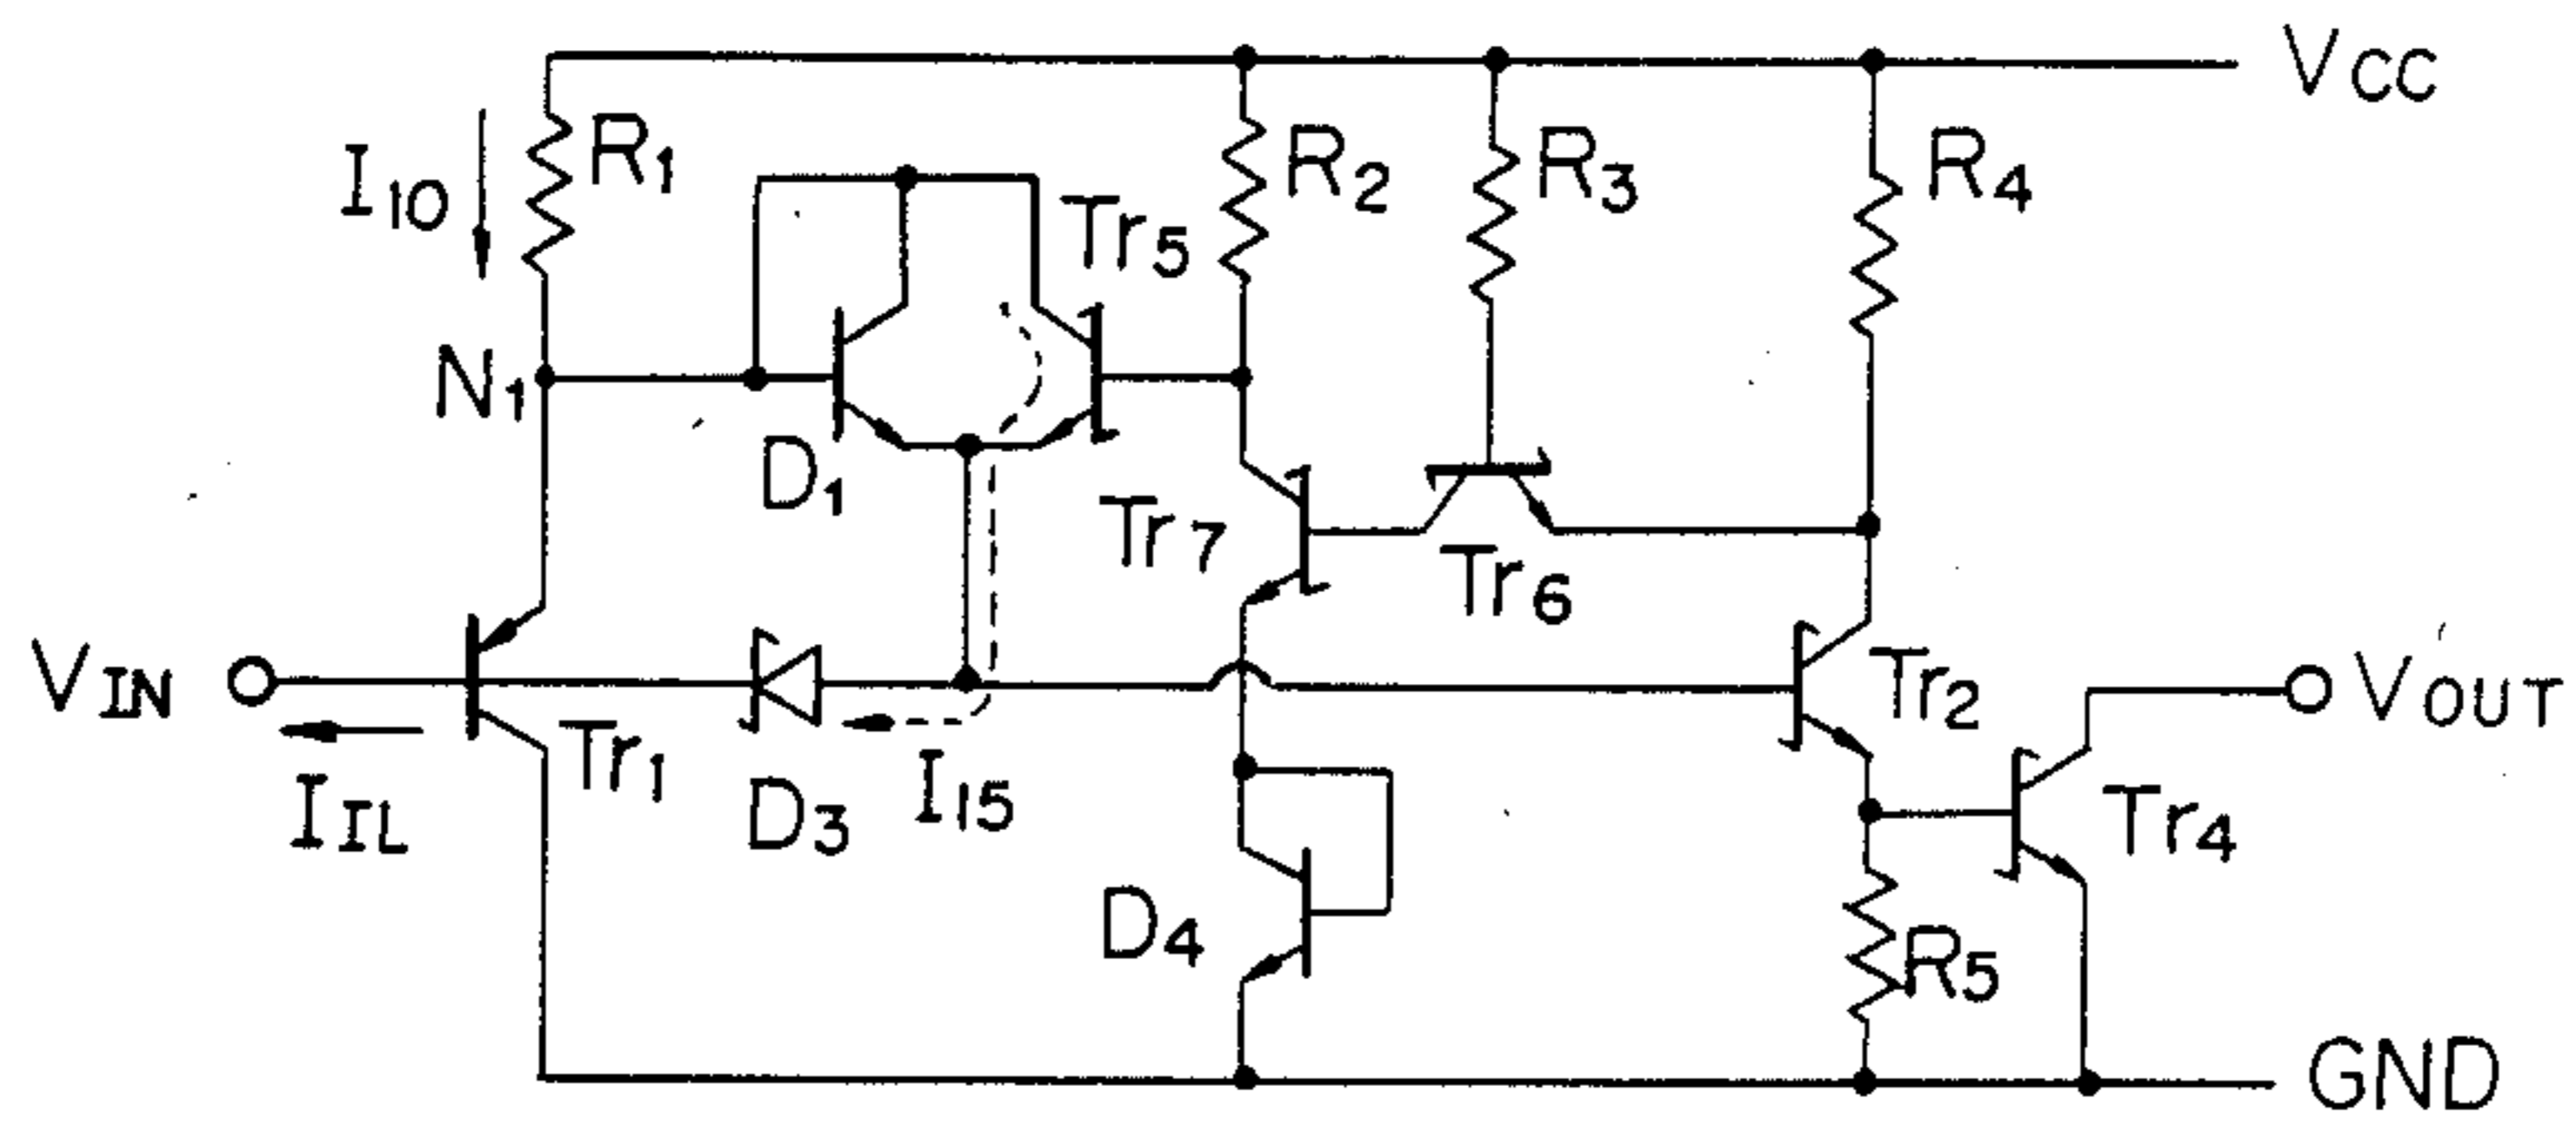 VCC
I10
R1
R2
R3
R4
Tr5
N1
D1
Tr7
Tr6
VIN
IIL
Tr1
D3
I15
Tr2
VOUT
Tr4
D4
R5
GND